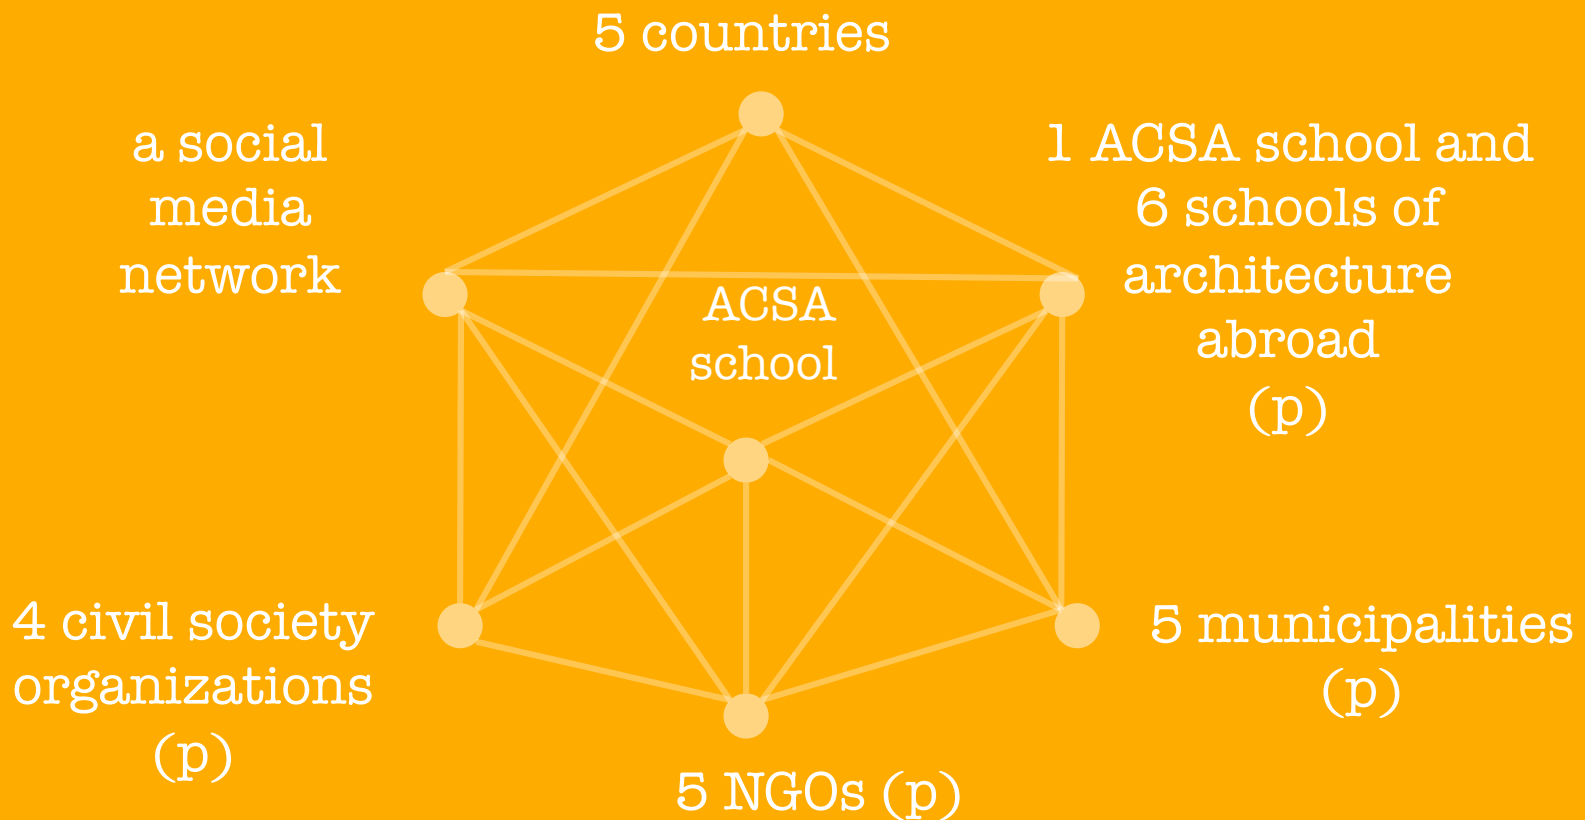 5 countries
a social
media
network
1 ACSA school and
6 schools of
architecture
abroad
(p)
ACSA
school
4 civil society
organizations
(p)
5 municipalities
(p)
5 NGOs (p)